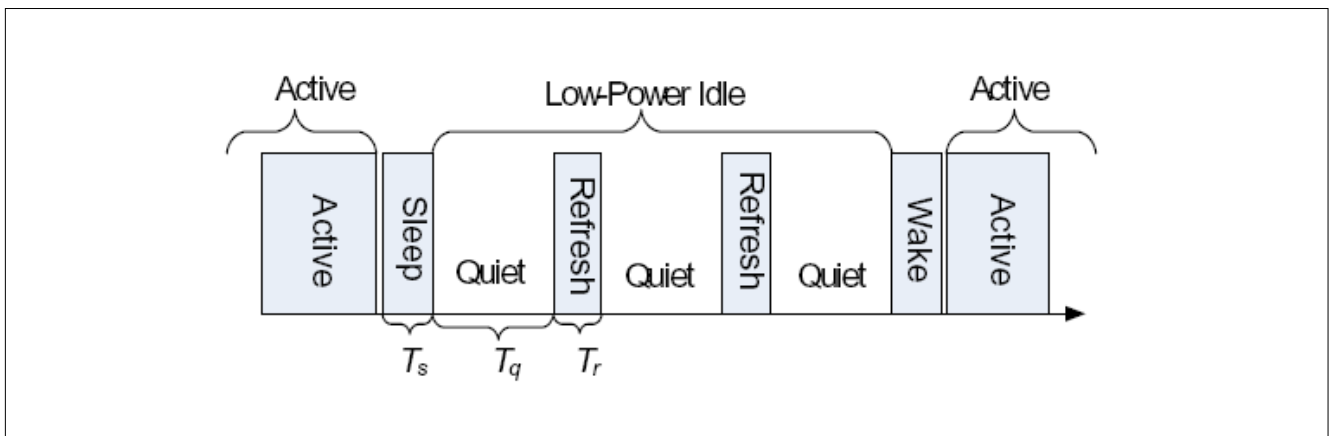 Active
Low-Power Idle
Active
Active
Sleep
Quiet
Refresh
Quiet
Refresh
Quiet
Wake
Active
Ts
Tq
Tr